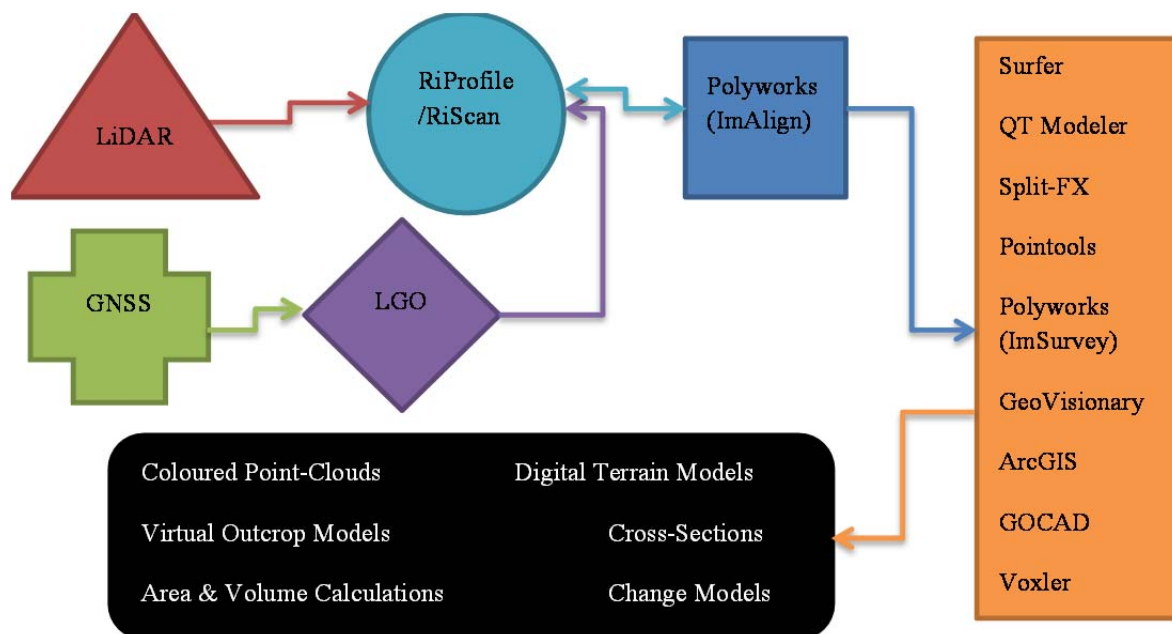 LiDAR
RiProfile
/RiScan
Polyworks
(ImAlign)
GNSS
LGO
Surfer
QT Modeler
Split-FX
Pointools
Polyworks
(ImSurvey)
GeoVisionary
ArcGIS
GOCAD
Voxler
Coloured Point-Clouds
Digital Terrain Models
Virtual Outcrop Models
Cross-Sections
Area & Volume Calculations
Change Models